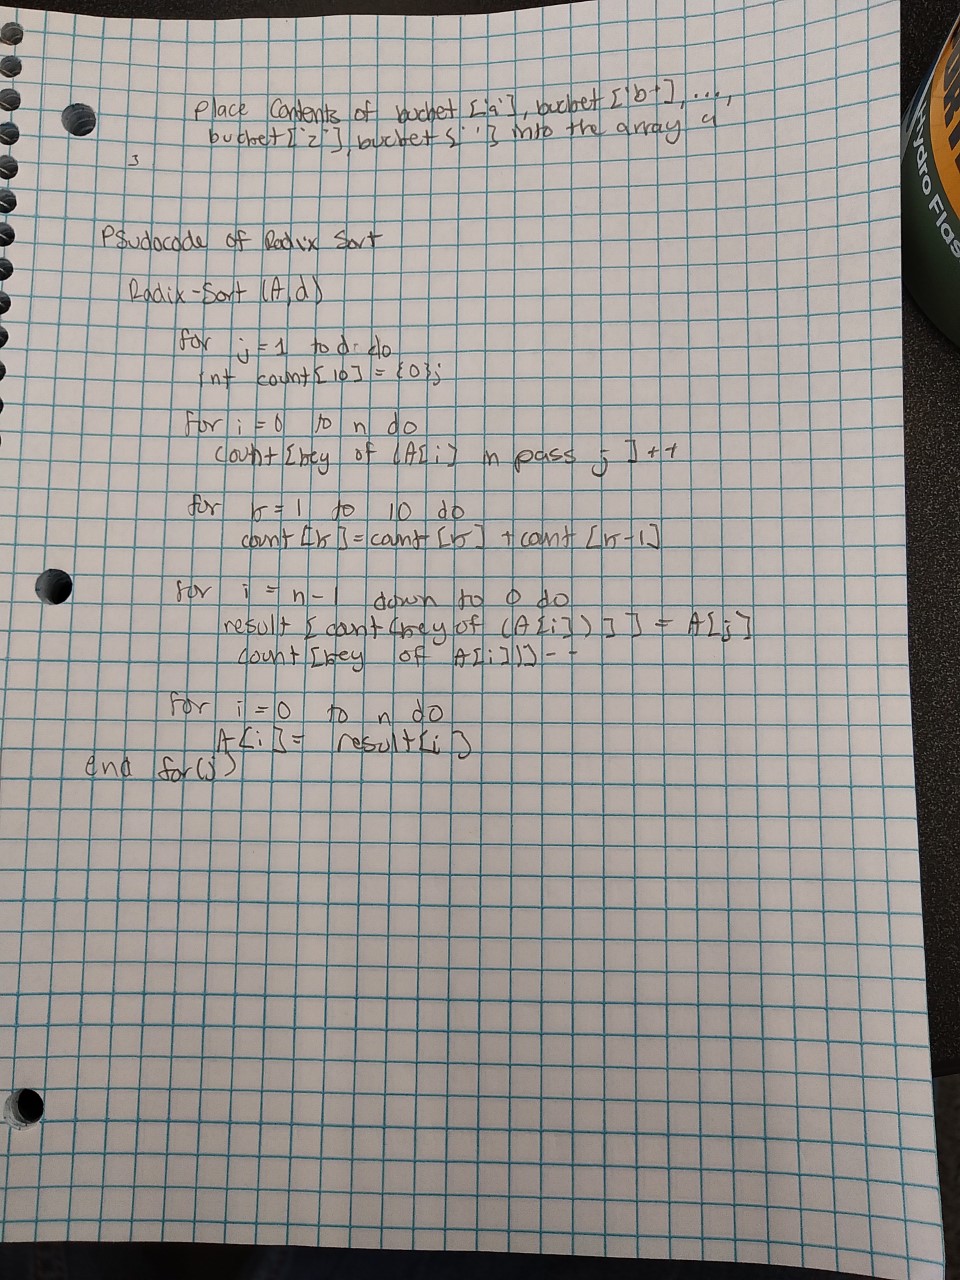 Place Contents of bucket ['a'], bucket ['b'], ...,
bucket ['z'], bucket [' '] into the array a
}
Psudocode of Radix Sort
Radix-Sort (A,d)
for j=1 to d do
int count[10] = {0};
for i = 0 to n do
count [key of (A[i] in pass j ]++
for k=1 to 10 do
count [k]=count [k] +count [k-1]
for i = n-1 down to 0 do
result [count [key of (A[i])]] = A[j]
count [key of A[i])]--
for i=0 to n do
A[i]= result[i]
end for(j)
Hydro Flas